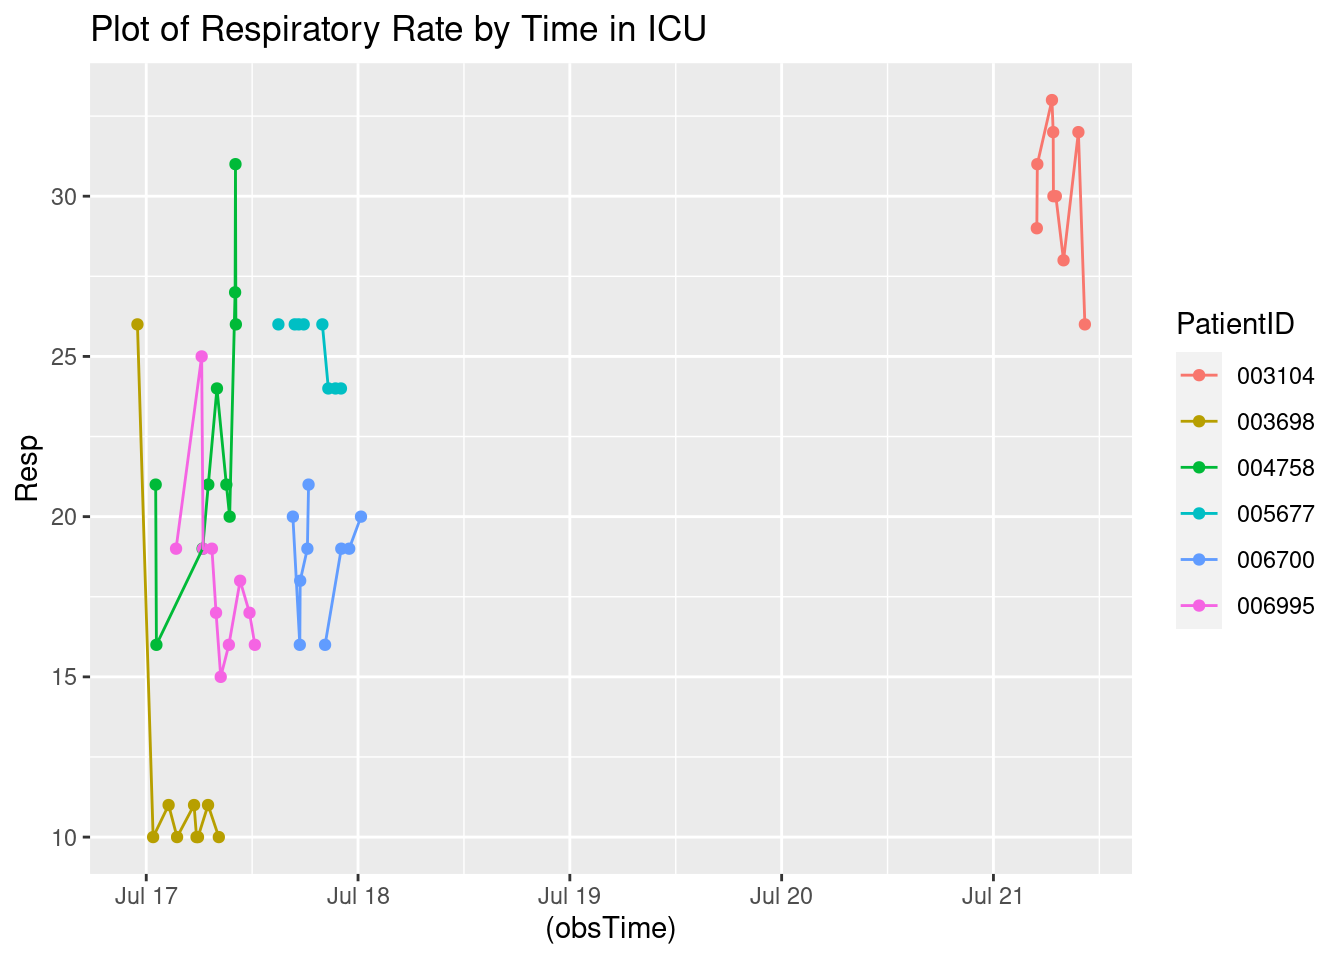 Plot of Respiratory Rate by Time in ICU
Resp
30
25
20
15
10
Jul 17 Jul 18 Jul 19 Jul 20 Jul 21
(obsTime)
PatientID
003104
003698
004758
005677
006700
006995